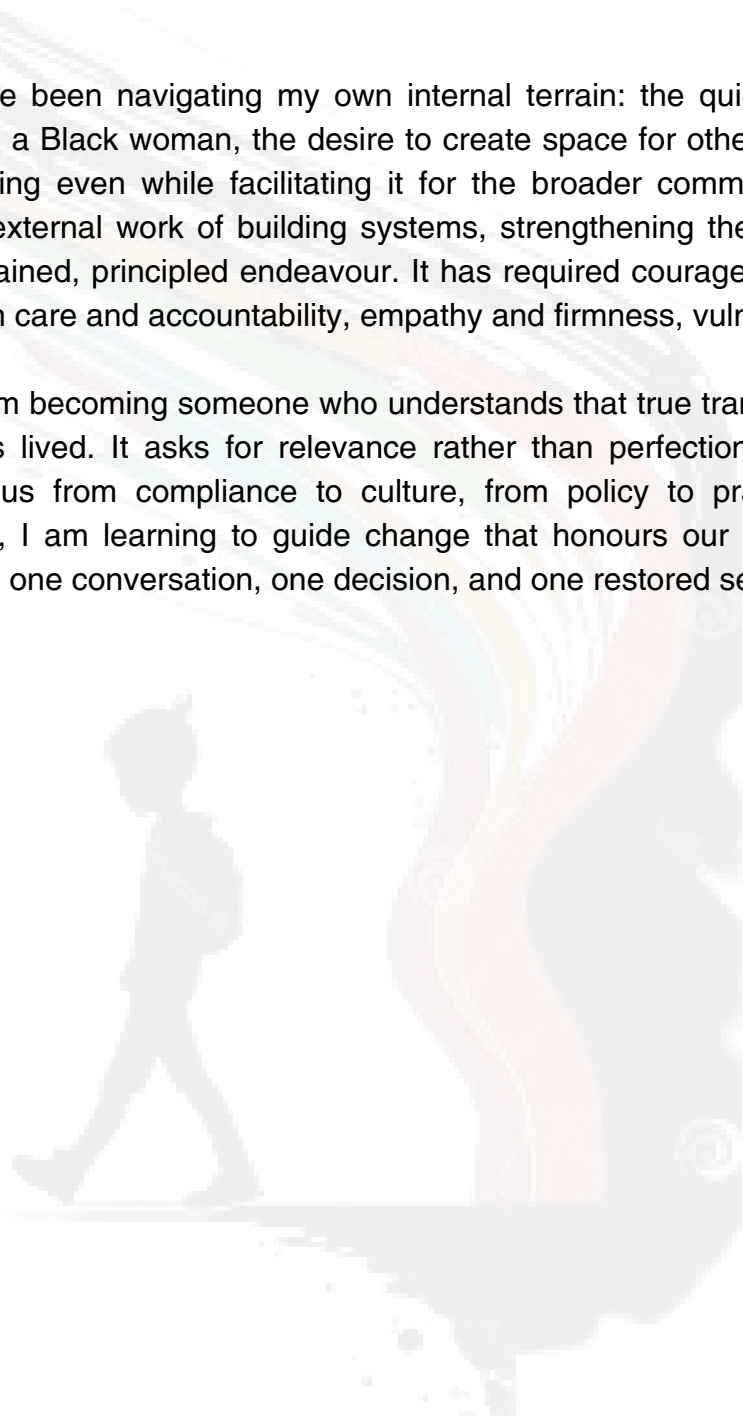 e been navigating my own internal terrain: the qui
a Black woman, the desire to create space for othe
ing even while facilitating it for the broader comm
external work of building systems, strengthening the
ained, principled endeavour. It has required courage
n care and accountability, empathy and firmness, vuln
m becoming someone who understands that true tran
s lived. It asks for relevance rather than perfection
us from compliance to culture, from policy to pra
, I am learning to guide change that honours our
one conversation, one decision, and one restored se